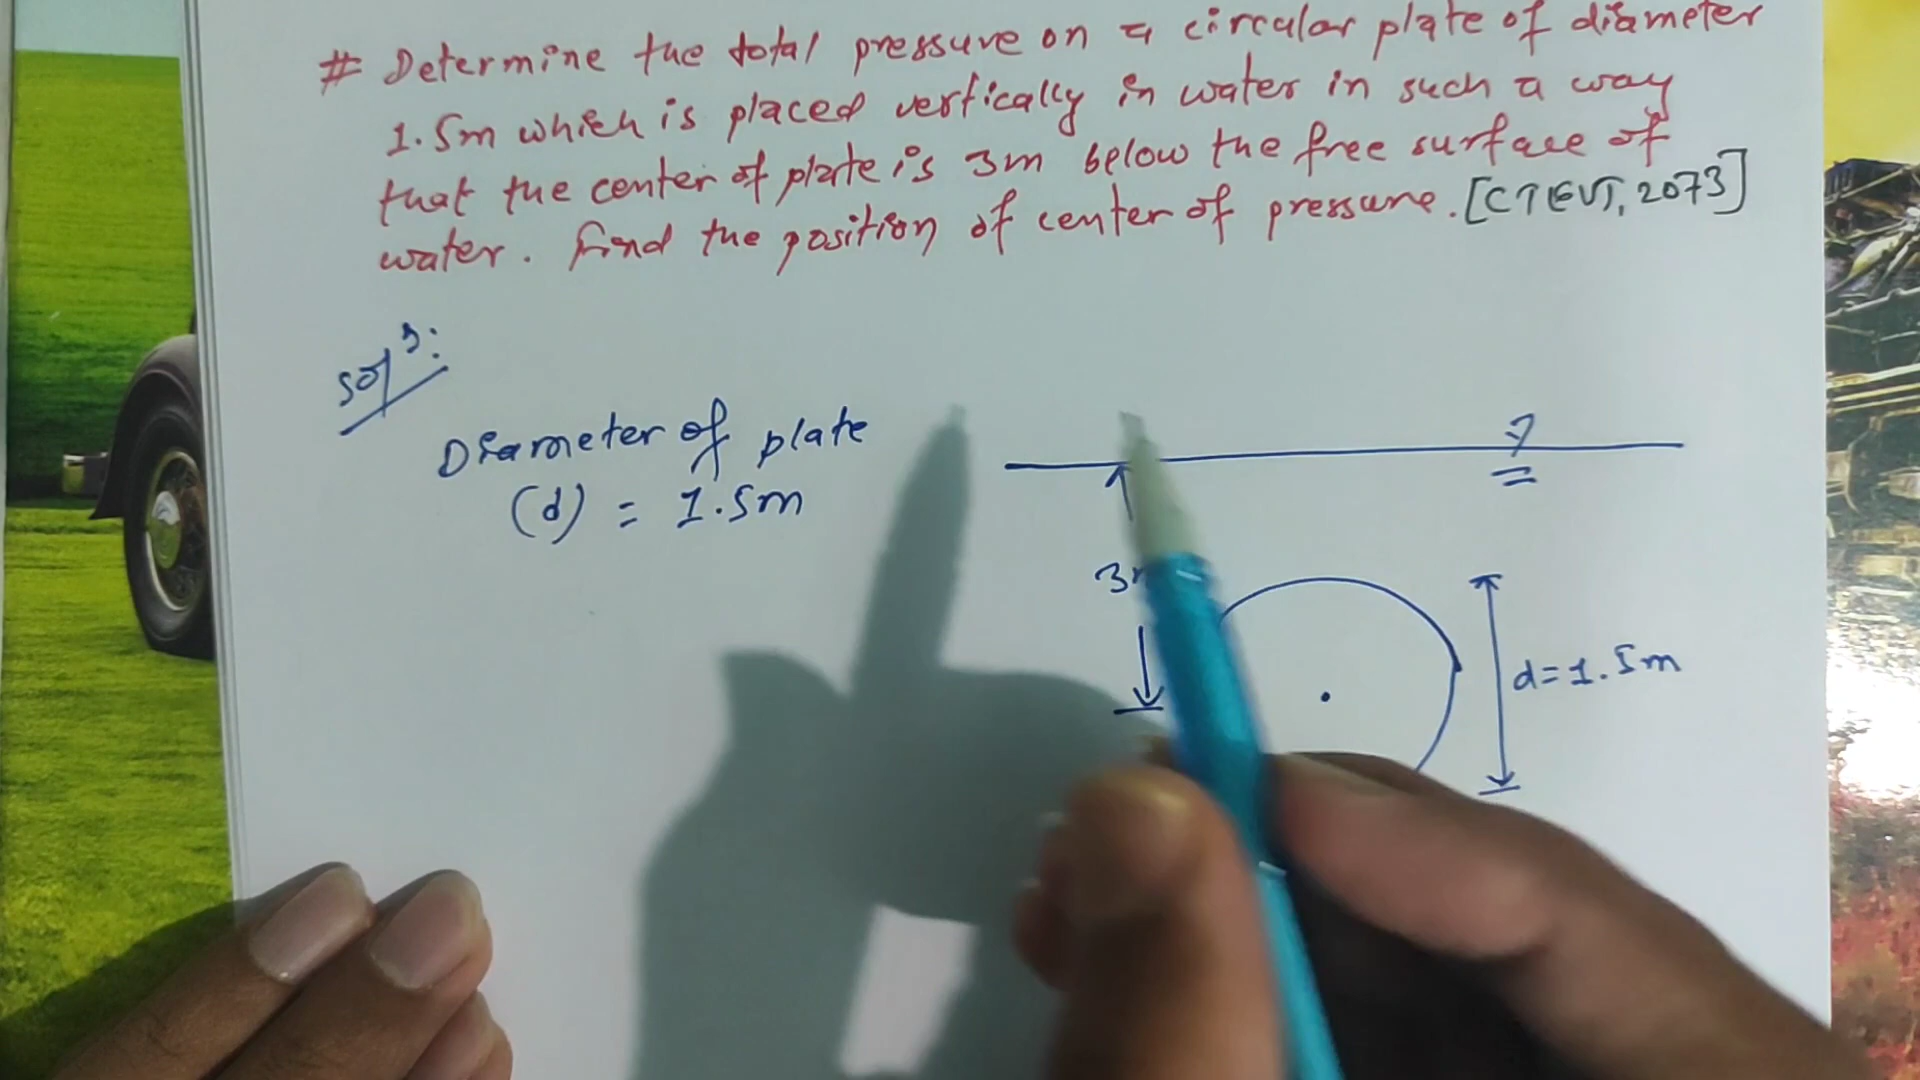 # Determine the total pressure on a circular plate of diameter
1.5m which is placed vertically in water in such a way
that the center of plate is 3m below the free surface of
water. Find the position of center of pressure. [CTEVT, 2073]
Solⁿ:
Diameter of plate
(d) = 1.5m
3
d=1.5m